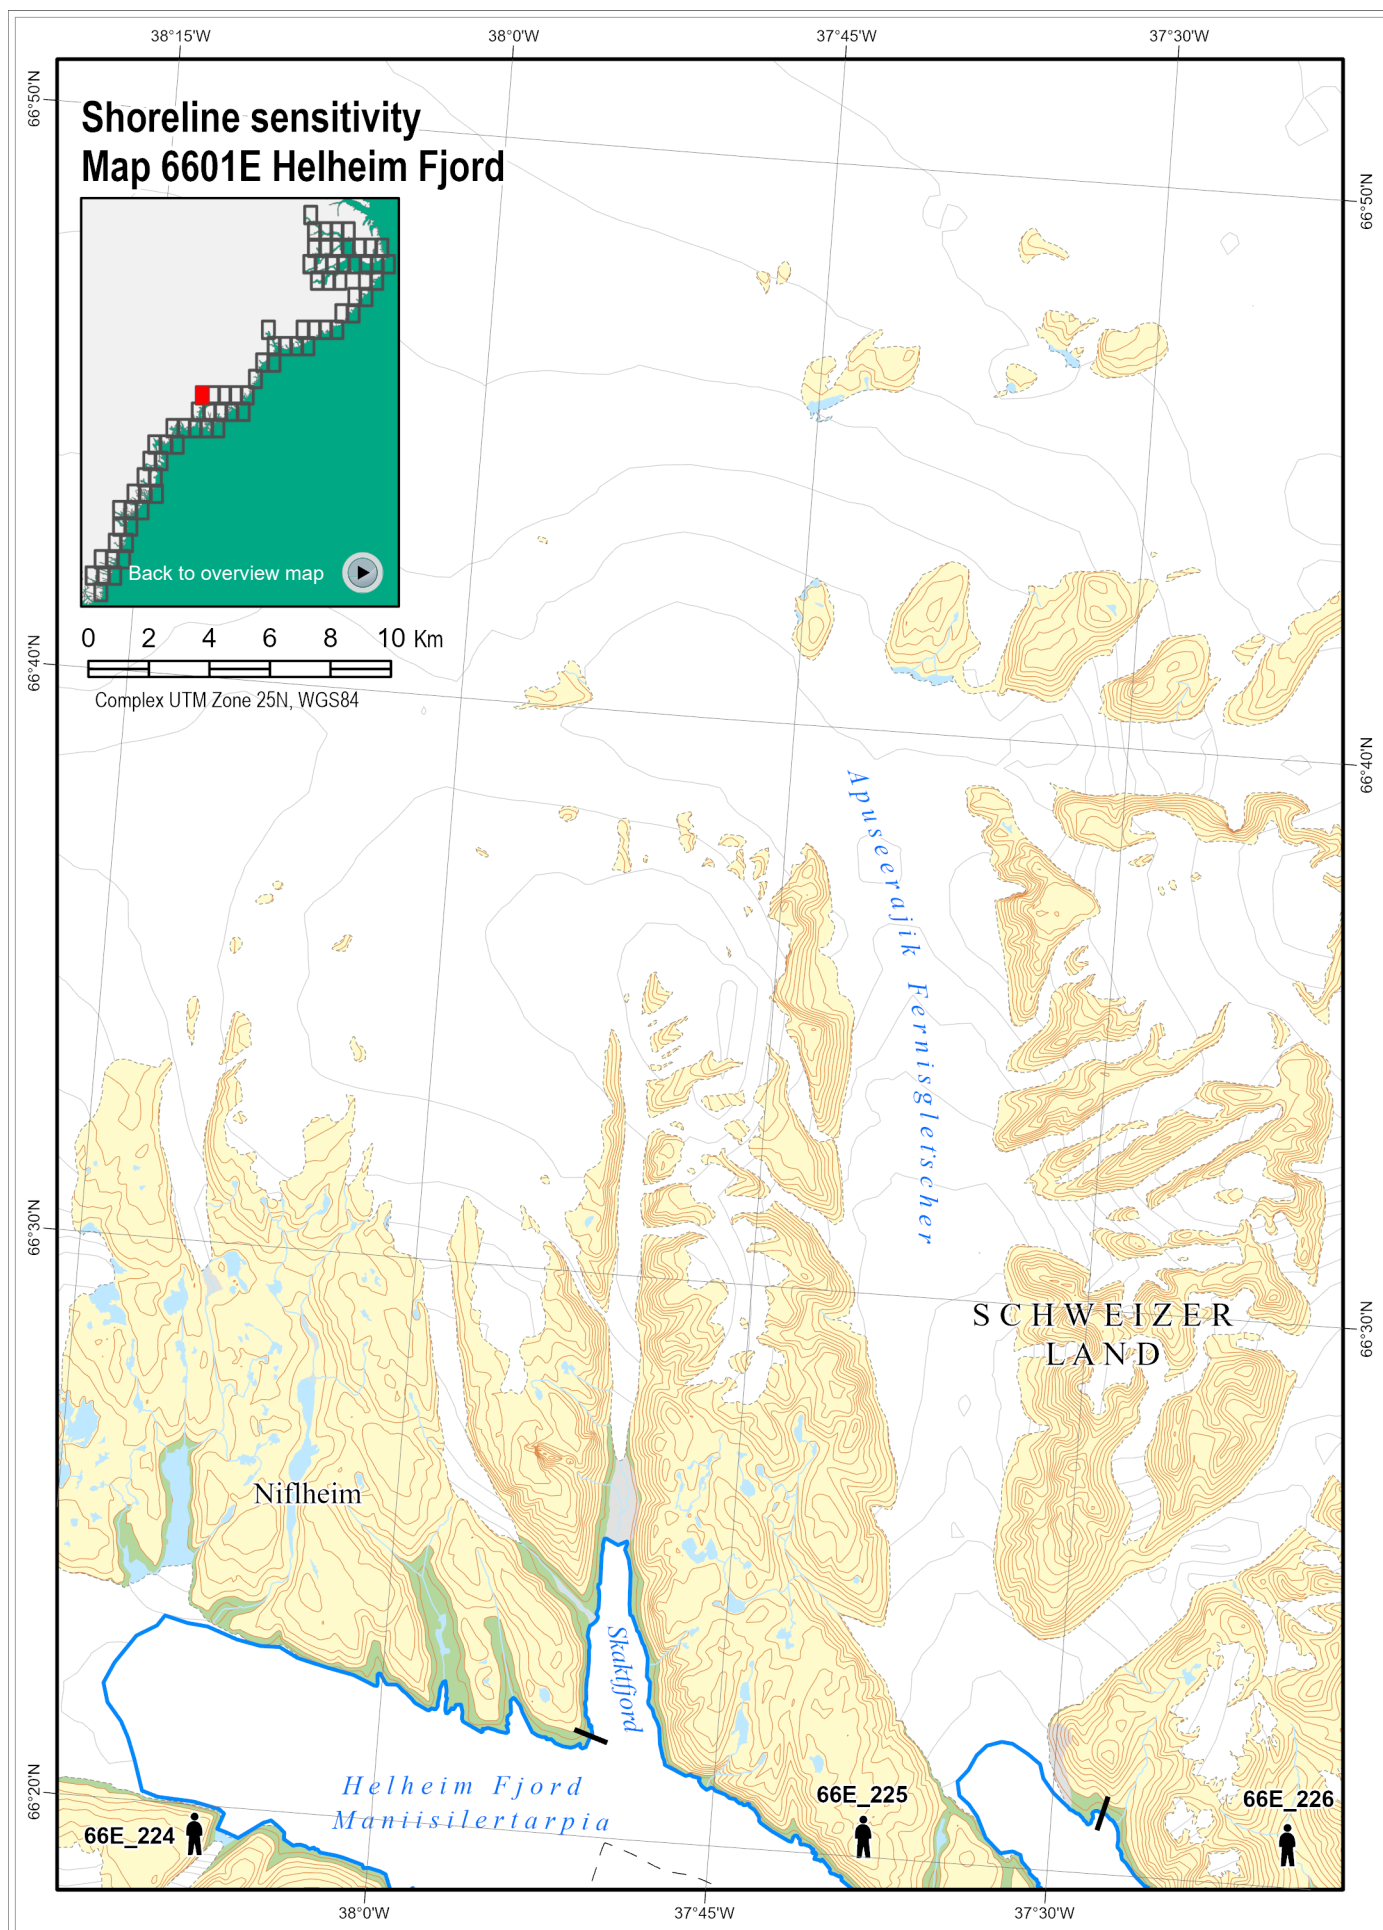 38°15'W
38°0'W
37°45'W
37°30'W
66°50'N
66°50'N
Shoreline sensitivity
Map 6601E Helheim Fjord
Back to overview map
0 2 4 6 8 10 Km
Complex UTM Zone 25N, WGS84
66°40'N
66°40'N
Apuseerajik Fernisgletscher
66°30'N
66°30'N
SCHWEIZER
LAND
Niflheim
Skaktfjord
Helheim Fjord
Maniisilertarpia
66°20'N
66E_224
66E_225
66E_226
38°0'W
37°45'W
37°30'W